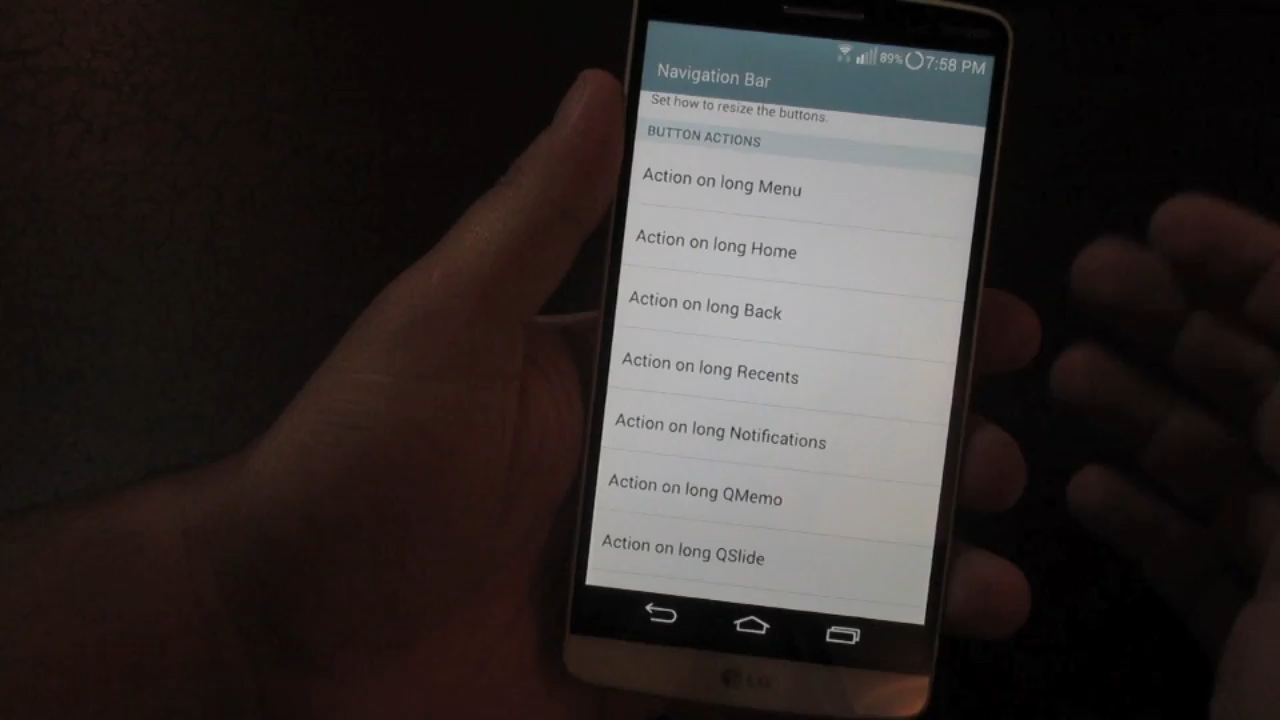 89% 7:58 PM
Navigation Bar
Set how to resize the buttons.
BUTTON ACTIONS
Action on long Menu
Action on long Home
Action on long Back
Action on long Recents
Action on long Notifications
Action on long QMemo
Action on long QSlide
LG